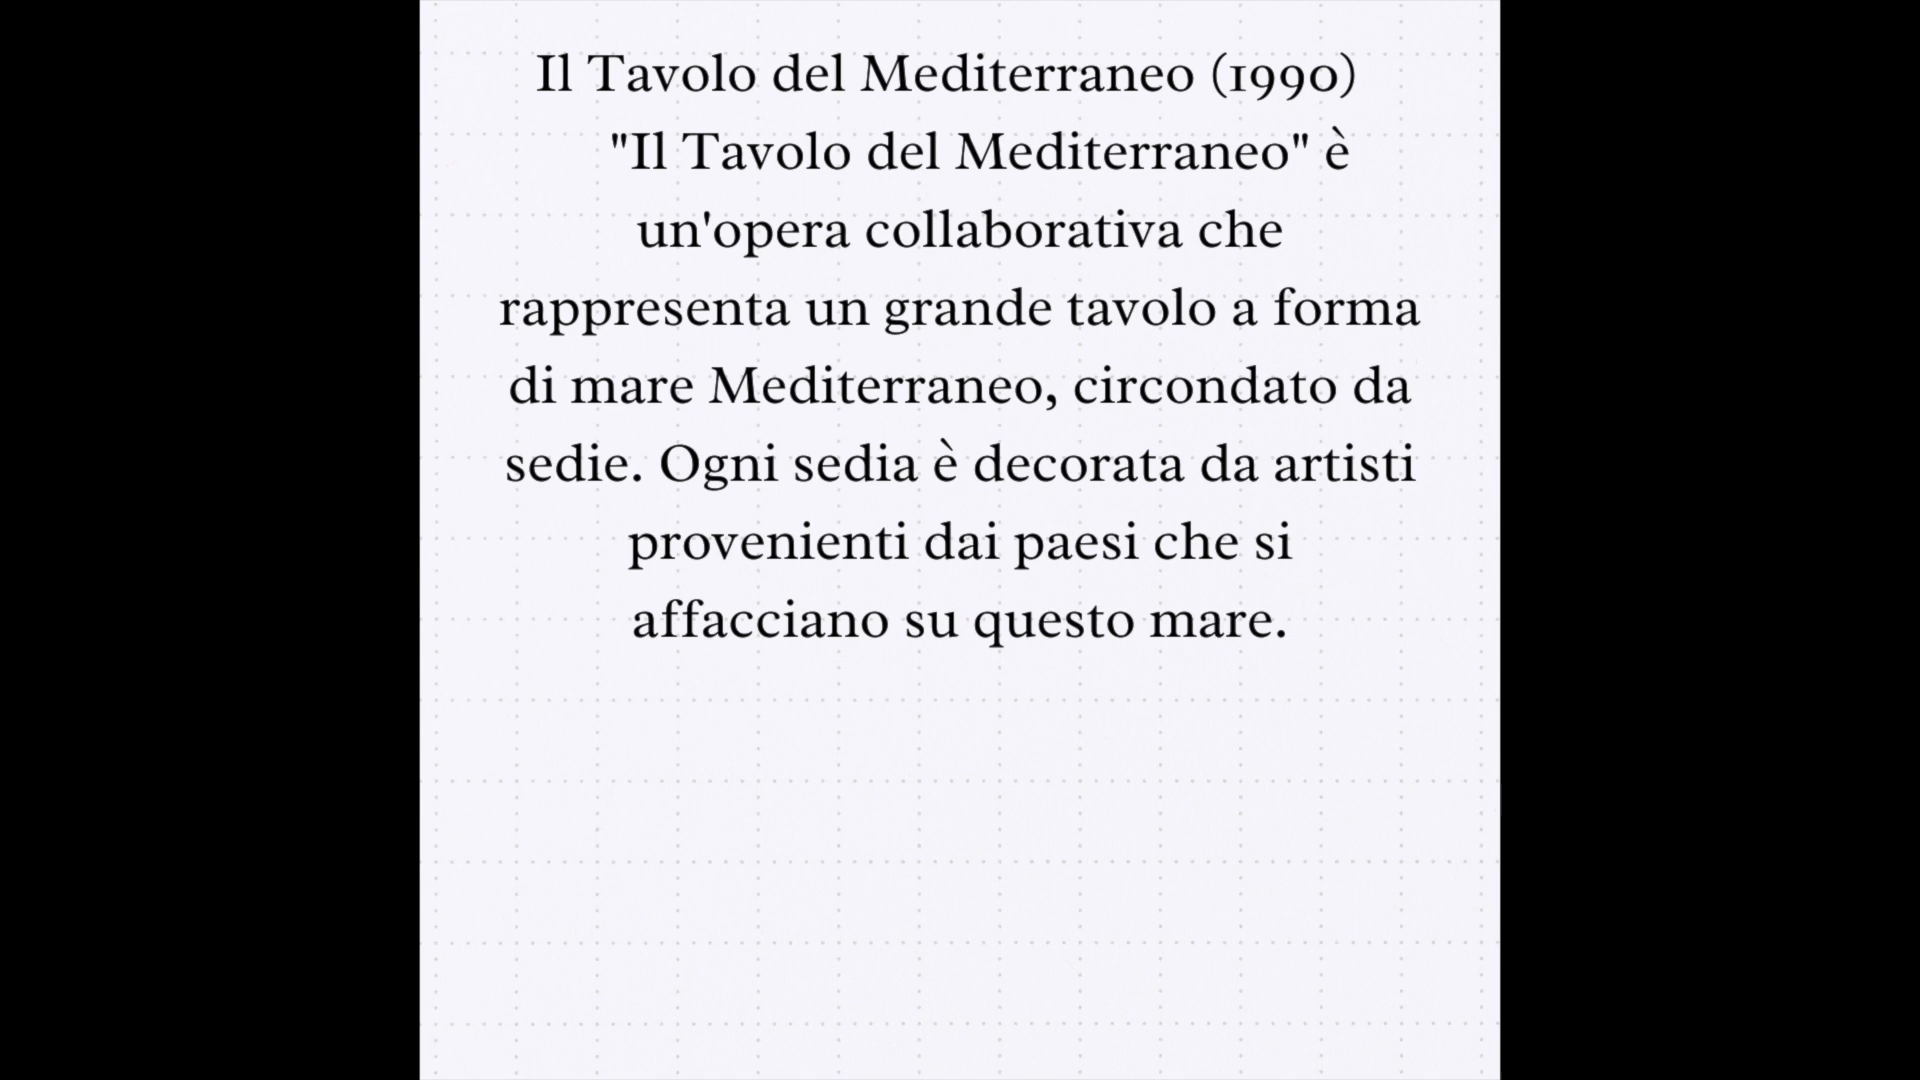 Il Tavolo del Mediterraneo (1990)
"Il Tavolo del Mediterraneo" è
un'opera collaborativa che
rappresenta un grande tavolo a forma
di mare Mediterraneo, circondato da
sedie. Ogni sedia è decorata da artisti
provenienti dai paesi che si
affacciano su questo mare.